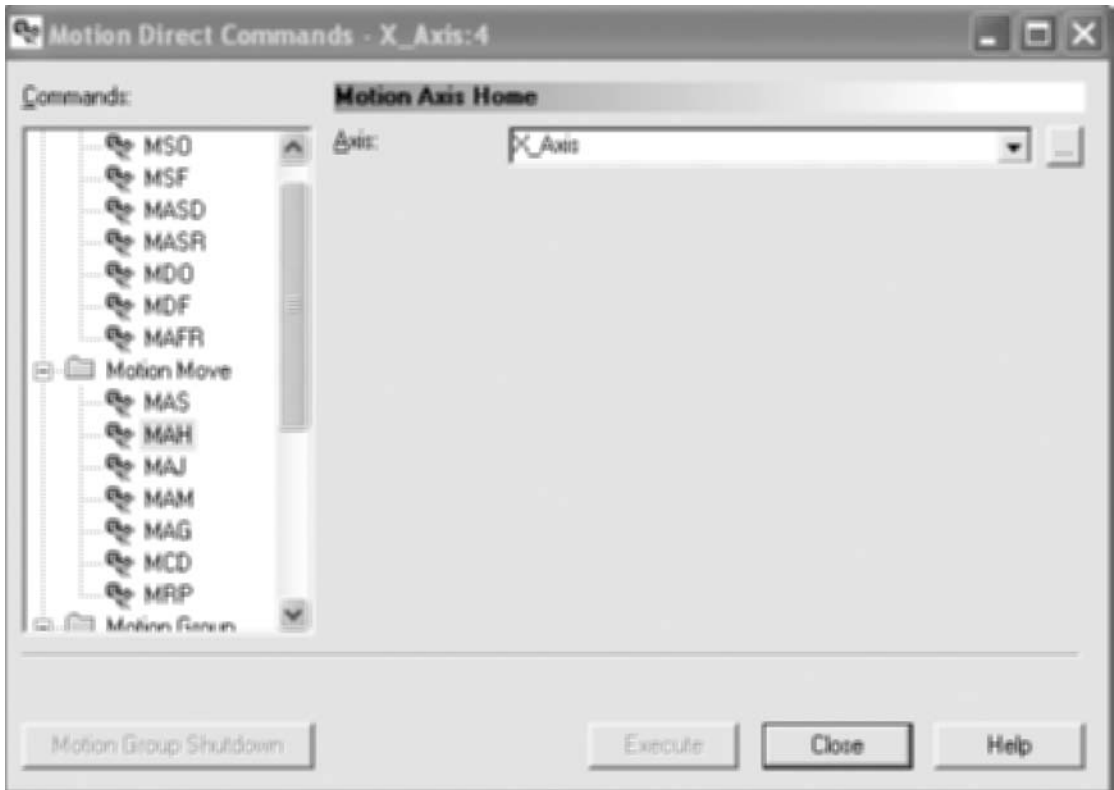 Motion Direct Commands - X_Axis:4
Commands:
MSO
MSF
MASD
MASR
MDO
MDF
MAFR
Motion Move
MAS
MAH
MAJ
MAM
MAG
MCD
MRP
Motion Group
Motion Axis Home
Axis:
X_Axis
...
Motion Group Shutdown
Execute
Close
Help